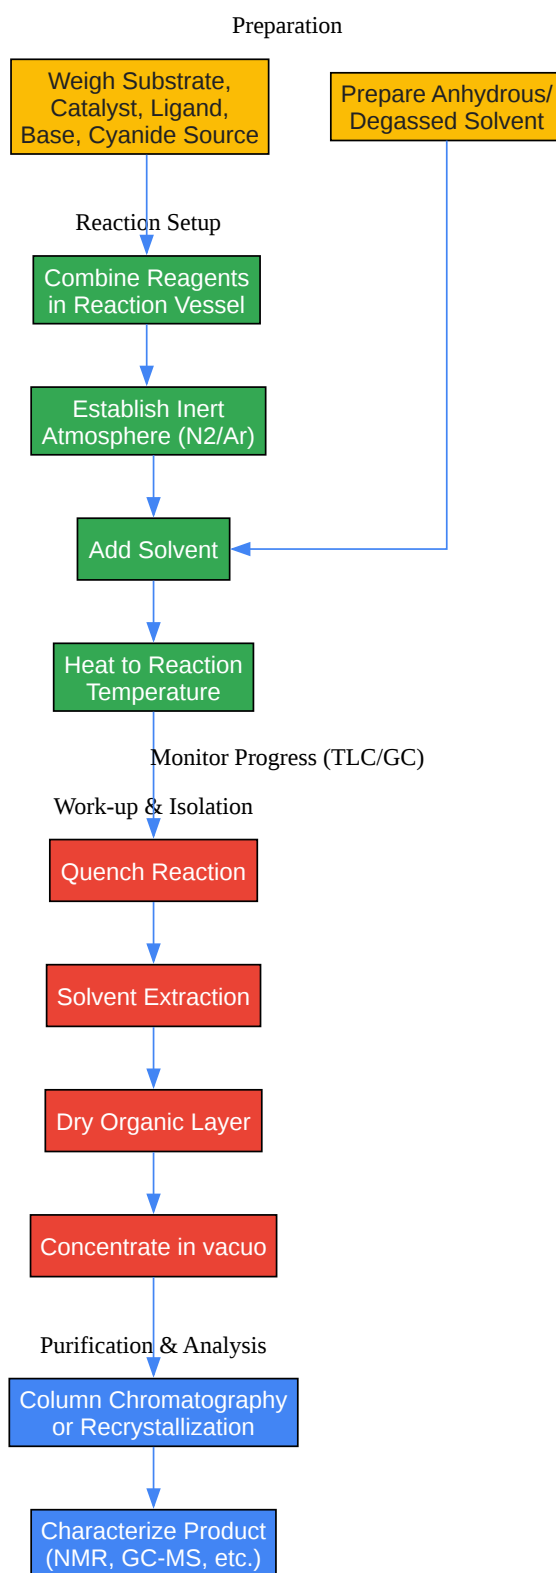 Preparation
Weigh Substrate,
Catalyst, Ligand,
Base, Cyanide Source
Prepare Anhydrous/
Degassed Solvent
Reaction Setup
Combine Reagents
in Reaction Vessel
Establish Inert
Atmosphere (N2/Ar)
Add Solvent
Heat to Reaction
Temperature
Monitor Progress (TLC/GC)
Work-up & Isolation
Quench Reaction
Solvent Extraction
Dry Organic Layer
Concentrate in vacuo
Purification & Analysis
Column Chromatography
or Recrystallization
Characterize Product
(NMR, GC-MS, etc.)